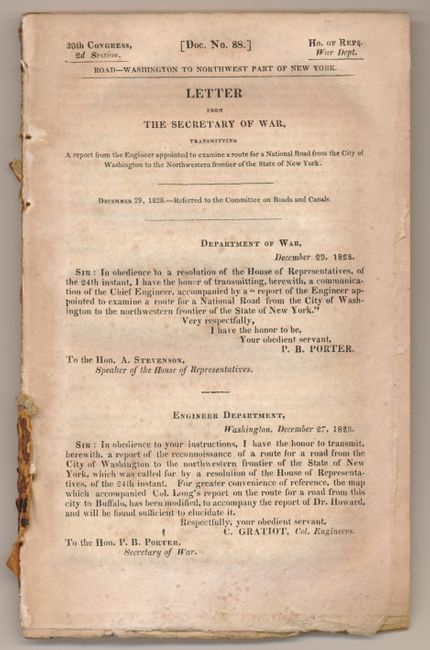 20th Congress, [Doc. No. 38.] Ho. of Reps.
2d Session. War Dept.
ROAD—WASHINGTON TO NORTHWEST PART OF NEW YORK.
LETTER
FROM
THE SECRETARY OF WAR,
TRANSMITTING
A report from the Engineer appointed to examine a route for a National Road from the City of
Washington to the Northwestern frontier of the State of New York.
December 29, 1828.—Referred to the Committee on Roads and Canals.
Department of War,
December 29, 1828.
Sir: In obedience to a resolution of the House of Representatives, of
the 24th instant, I have the honor of transmitting, herewith, a communica-
tion of the Chief Engineer, accompanied by a " report of the Engineer ap-
pointed to examine a route for a National Road from the City of Wash-
ington to the northwestern frontier of the State of New York."
Very respectfully,
I have the honor to be,
Your obedient servant,
P. B. PORTER.
To the Hon. A. Stevenson,
Speaker of the House of Representatives.
Engineer Department,
Washington, December 27, 1828.
Sir: In obedience to your instructions, I have the honor to transmit,
herewith, a report of the reconnoissance of a route for a road from the
City of Washington to the northwestern frontier of the State of New
York, which was called for by a resolution of the House of Representa-
tives, of the 24th instant. For greater convenience of reference, the map
which accompanied Col. Long's report on the route for a road from this
city to Buffalo, has been modified, to accompany the report of Dr. Howard,
and will be found sufficient to elucidate it.
Respectfully, your obedient servant,
C. GRATIOT, Col. Engineers.
To the Hon. P. B. Porter,
Secretary of War.